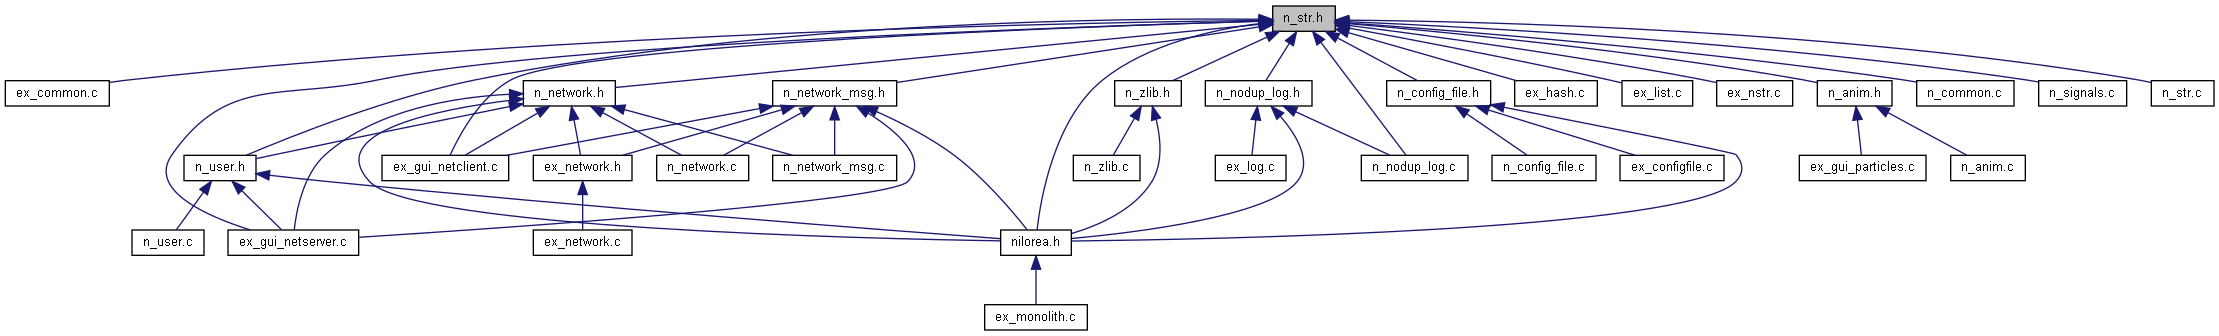 n_str.h
ex_common.c
n_network.h
n_network_msg.h
n_zlib.h
n_nodup_log.h
n_config_file.h
ex_hash.c
ex_list.c
ex_nstr.c
n_anim.h
n_common.c
n_signals.c
n_str.c
n_user.h
ex_gui_netclient.c
ex_network.h
n_network.c
n_network_msg.c
n_zlib.c
ex_log.c
n_nodup_log.c
n_config_file.c
ex_configfile.c
ex_gui_particles.c
n_anim.c
n_user.c
ex_gui_netserver.c
ex_network.c
nilorea.h
ex_monolith.c